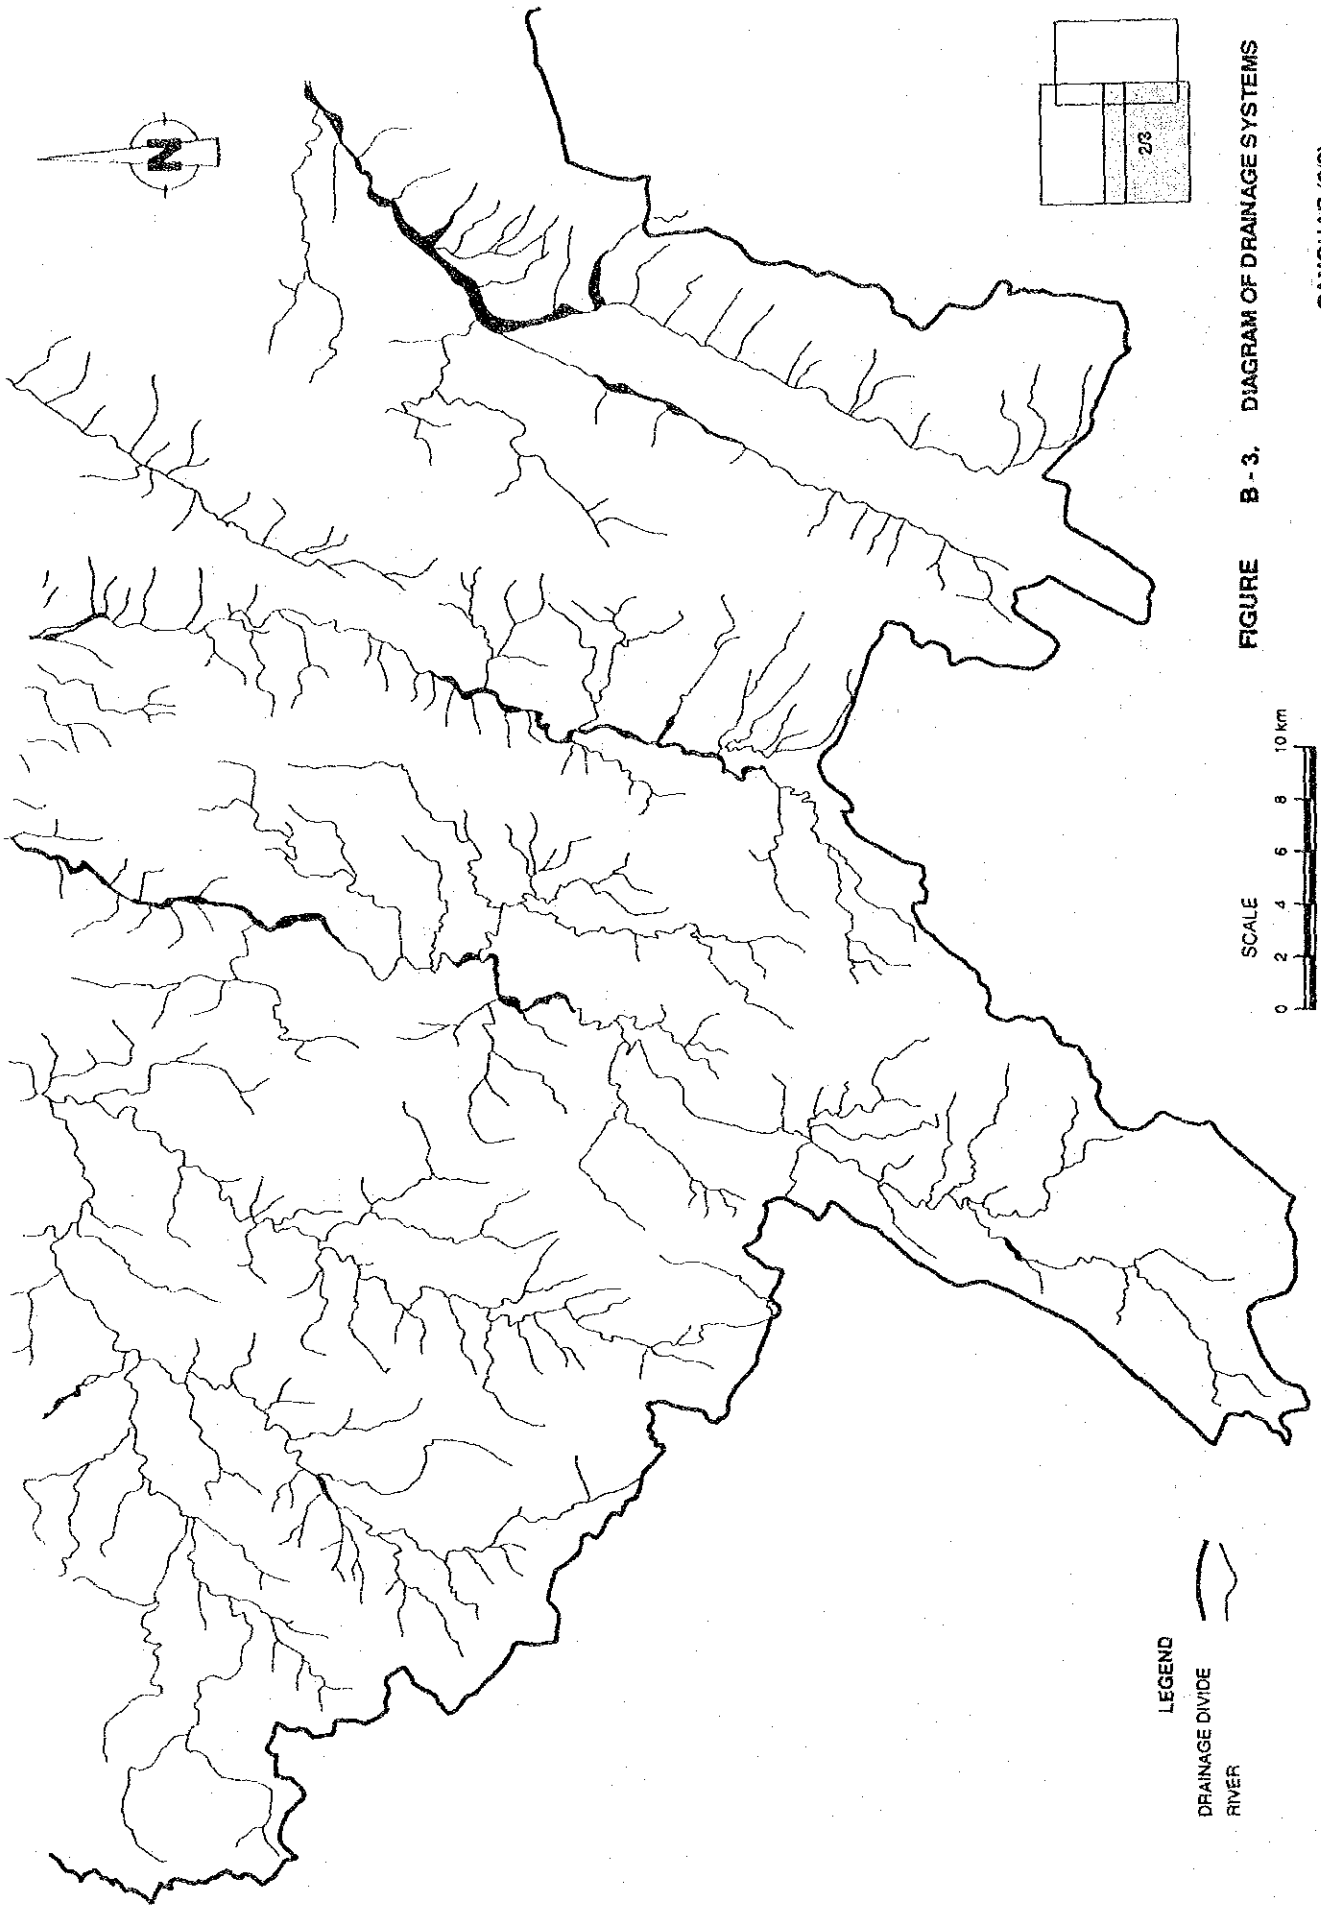 N
2/3
FIGURE B - 3. DIAGRAM OF DRAINAGE SYSTEMS
SCALE
0 2 4 6 8 10 km
LEGEND
DRAINAGE DIVIDE
RIVER